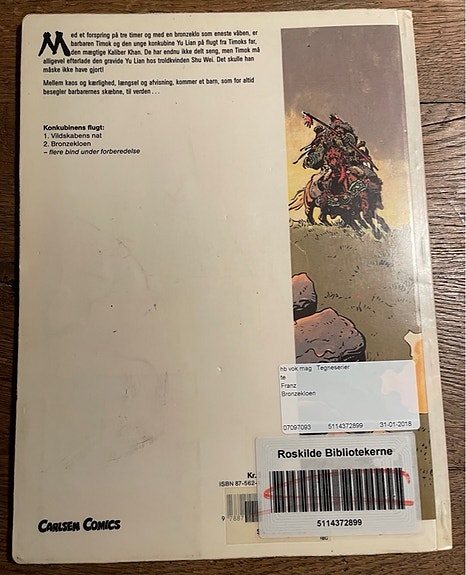 Med et forspring på tre timer og med en bronzeklo som eneste våben, er
barbaren Timok og den unge konkubine Yu Lian på flugt fra Timoks far,
den mægtige Kaliber Khan. De har endnu ikke delt seng, men Timok må
alligevel efterlade den gravide Yu Lian hos troldkvinden Shu Wei. Det skulle han
måske ikke have gjort!
Mellem kaos og kærlighed, længsel og afvisning, kommer et barn, som for altid
besegler barbarernes skæbne, til verden . . .
Konkubinens flugt:
1. Vildskabens nat
2. Bronzekloen
– flere bind under forberedelse
hb vok mag Tegneserier
te
Franz
Bronzekloen
07097093 5114372899 31-01-2018
Roskilde Bibliotekerne
5114372899
Kr.
ISBN 87-562-
CARLSEN COMICS